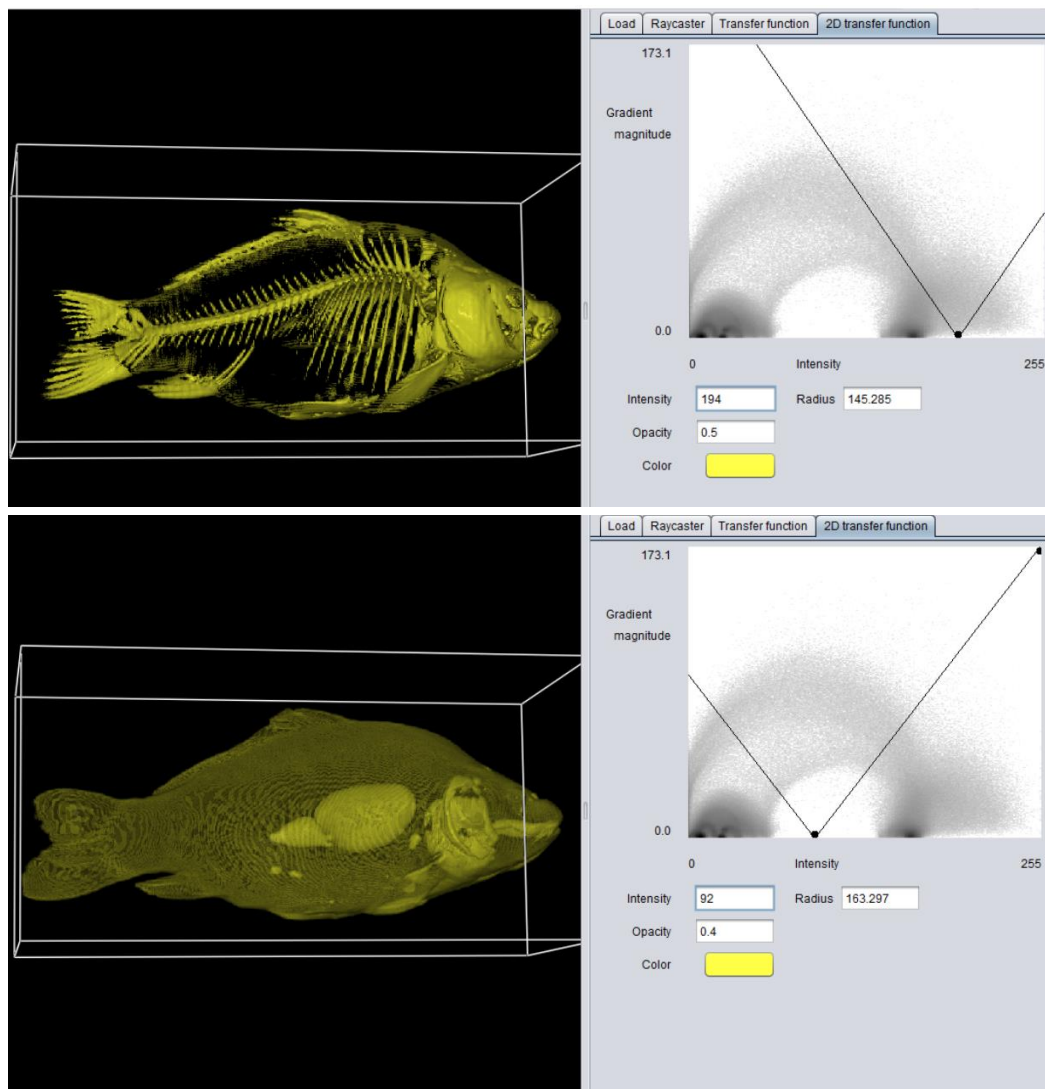 Load Raycaster Transfer function 2D transfer function
173.1
Gradient
magnitude
0.0
0 Intensity 255
Intensity 194 Radius 145.285
Opacity 0.5
Color
Load Raycaster Transfer function 2D transfer function
173.1
Gradient
magnitude
0.0
0 Intensity 255
Intensity 92 Radius 163.297
Opacity 0.4
Color